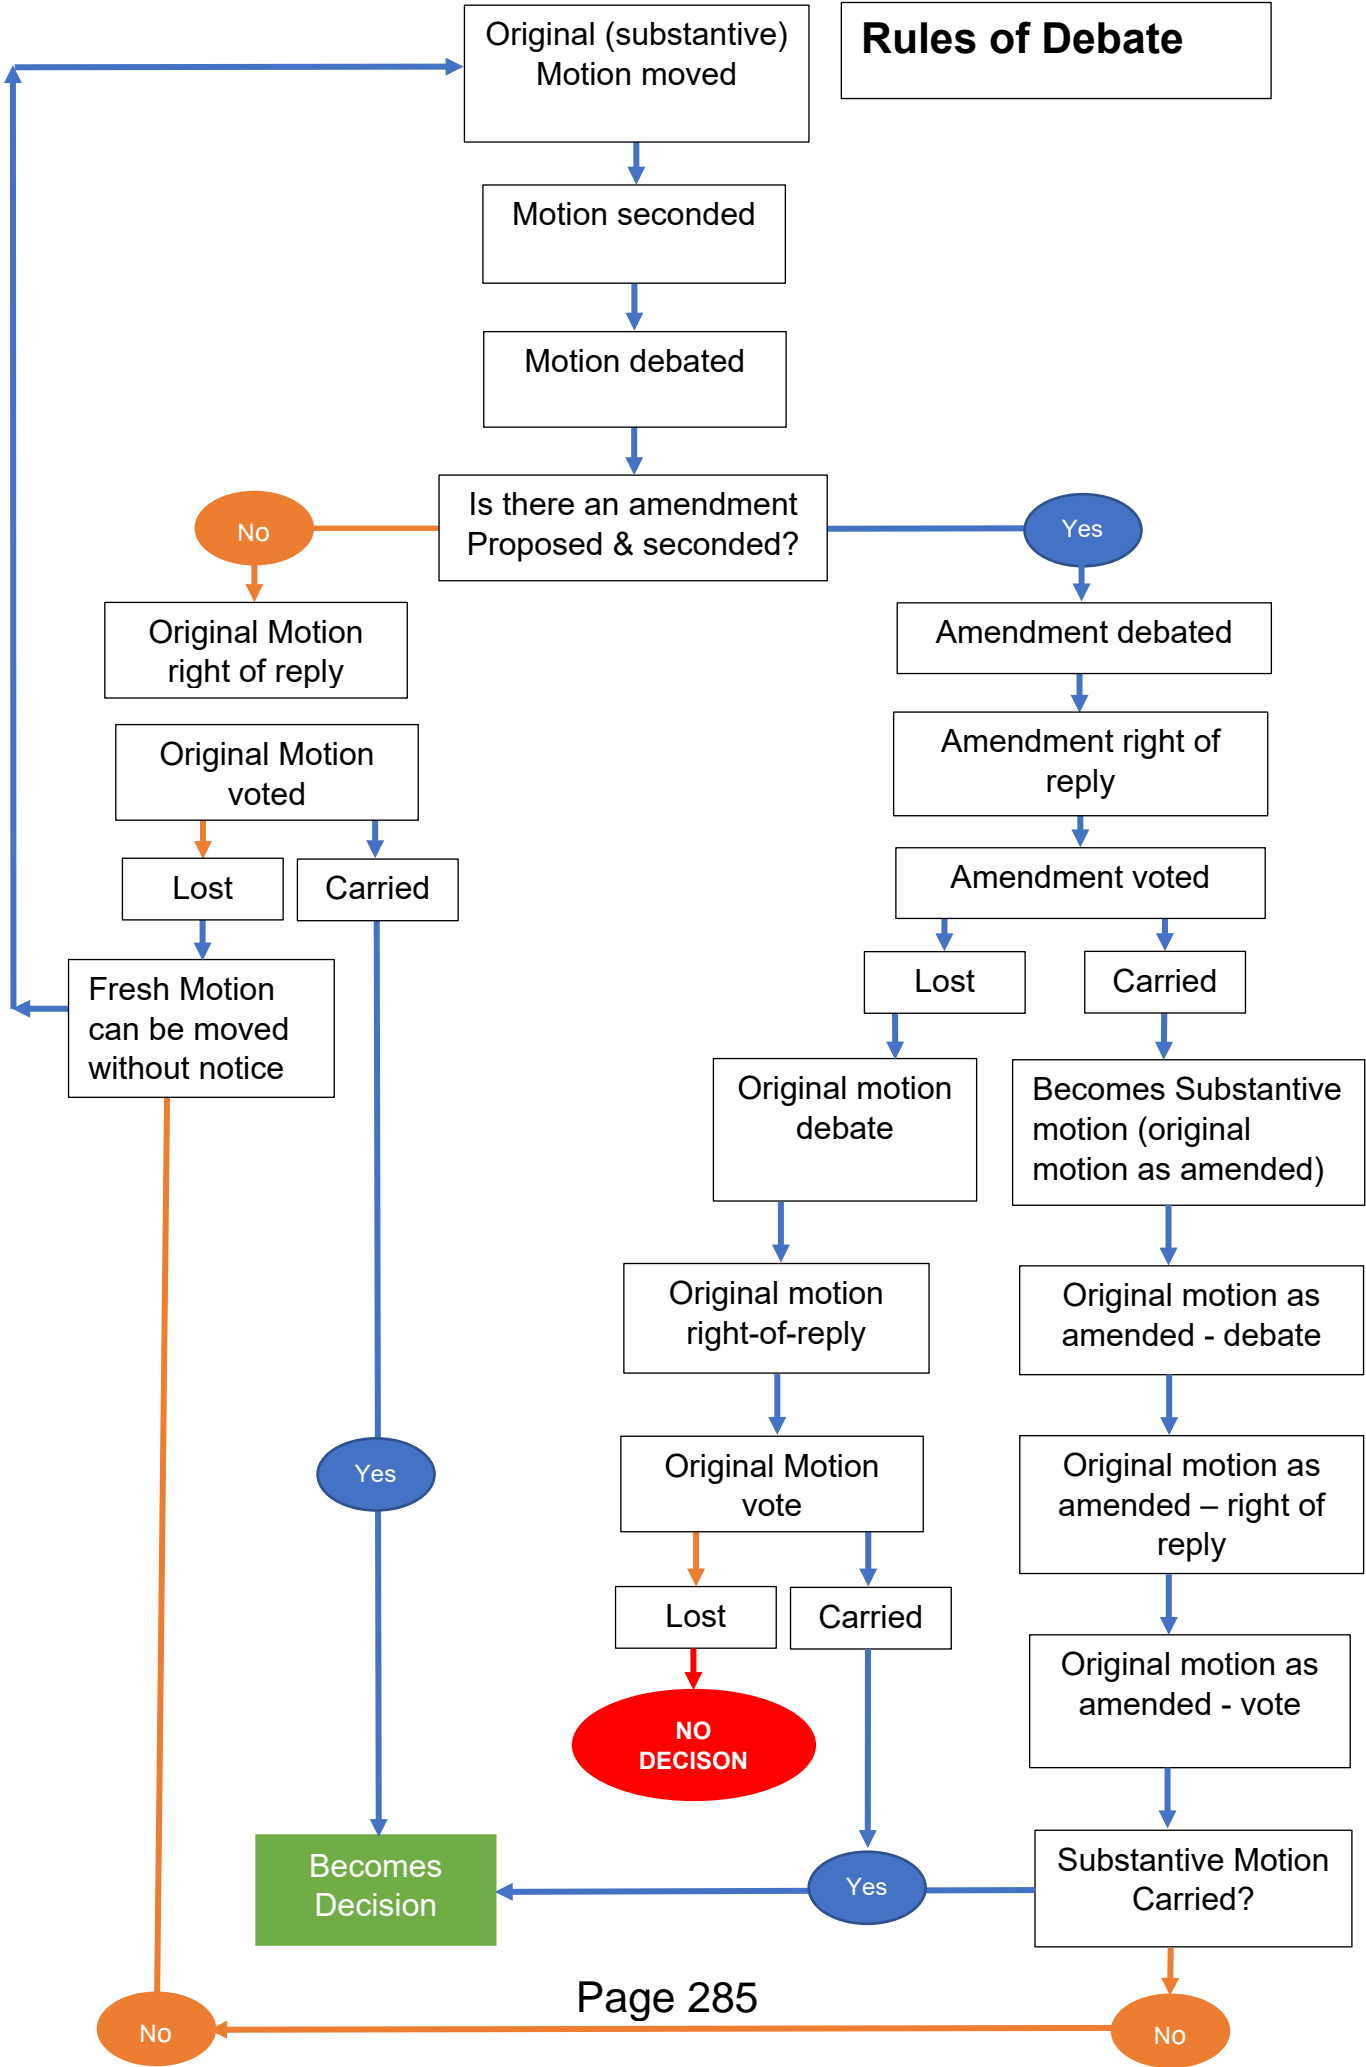 Original (substantive)
Motion moved
Rules of Debate
Motion seconded
Motion debated
Is there an amendment
Proposed & seconded?
No
Yes
Original Motion
right of reply
Amendment debated
Original Motion
voted
Amendment right of
reply
Lost
Carried
Amendment voted
Fresh Motion
can be moved
without notice
Lost
Carried
Original motion
debate
Becomes Substantive
motion (original
motion as amended)
Original motion
right-of-reply
Original motion as
amended - debate
Yes
Original Motion
vote
Original motion as
amended – right of
reply
Lost
Carried
Original motion as
amended - vote
NO
DECISON
Becomes
Decision
Yes
Substantive Motion
Carried?
Page 285
No
No